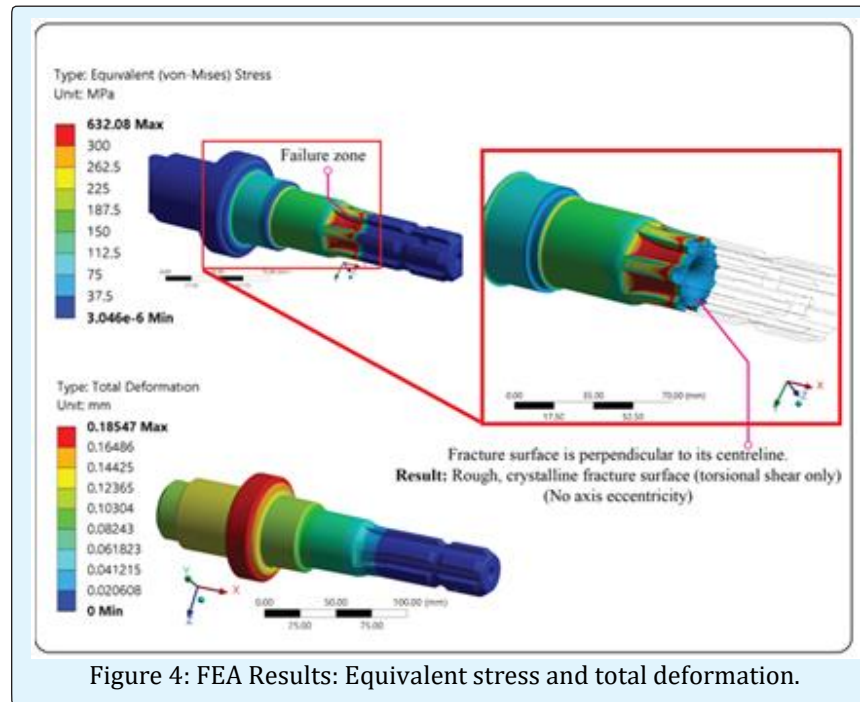 Type: Equivalent (von-Mises) Stress
Unit: MPa
632.08 Max
300
262.5
225
187.5
150
112.5
75
37.5
3.046e-6 Min
Failure zone
0.00
35.00
70.00 (mm)
17.50
52.50
X
Z
Fracture surface is perpendicular to its centreline.
Result: Rough, crystalline fracture surface (torsional shear only)
(No axis eccentricity)
Type: Total Deformation
Unit: mm
0.18547 Max
0.16486
0.14425
0.12365
0.10304
0.08243
0.061823
0.041215
0.020608
0 Min
Y
X
Z
0.00
50.00
100.00 (mm)
25.00
75.00
Figure 4: FEA Results: Equivalent stress and total deformation.